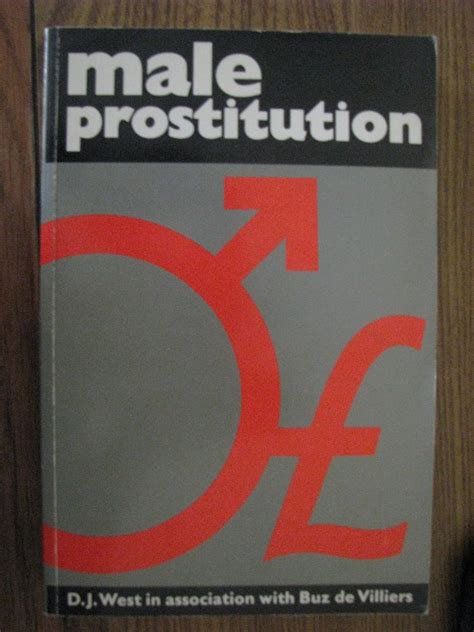 male
prostitution
£
D.J. West in association with Buz de Villiers